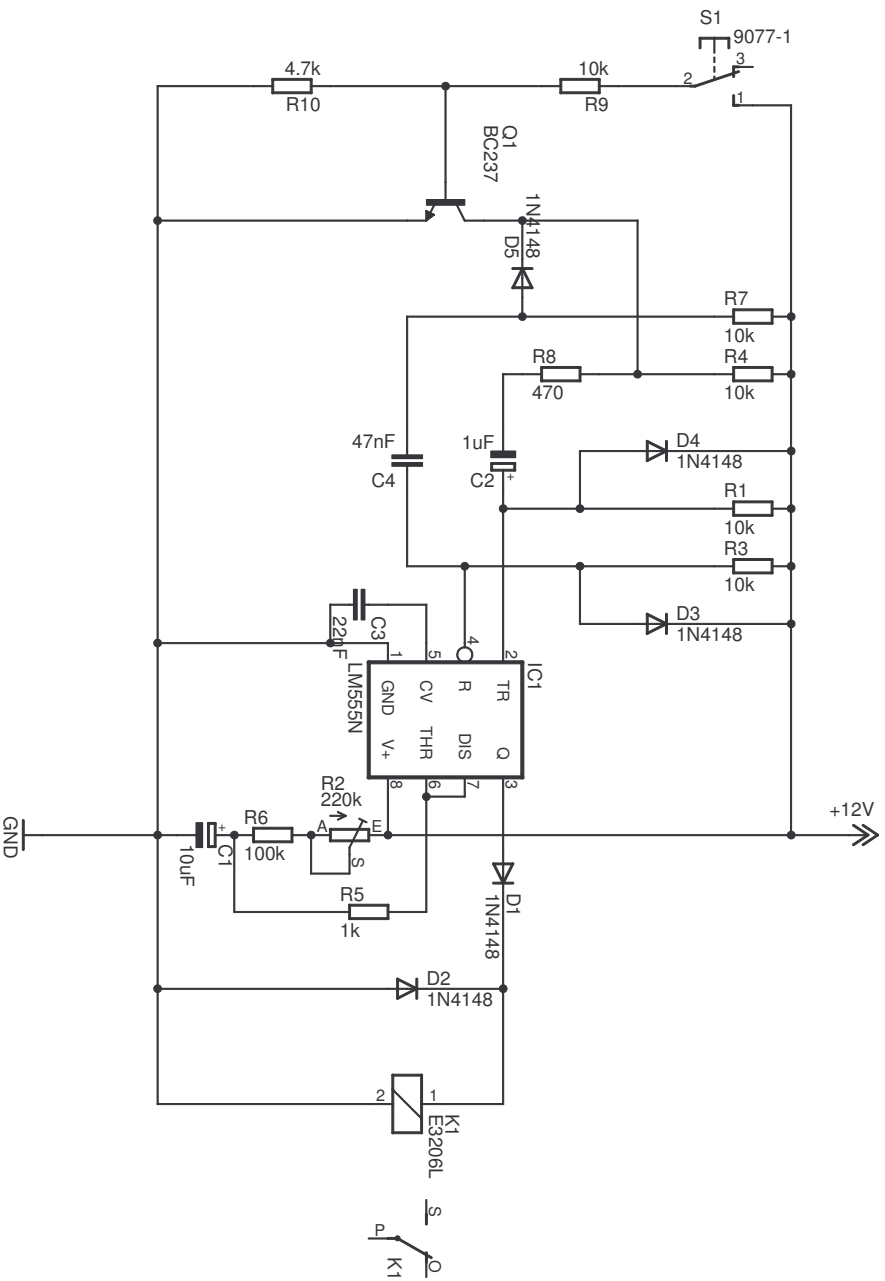 S1
9077-1
3
2
1
4.7k
R10
10k
R9
Q1
BC237
1N4148
D5
R7
10k
R8
470
R4
10k
47nF
C4
1uF
C2
+
D4
1N4148
R1
10k
R3
10k
D3
1N4148
C3
22nF
1
5
4
2
IC1
LM555N
GND
CV
R
TR
V+
THR
DIS
Q
8
6
7
3
R2
220k
A
E
S
+12V
GND
+
C1
10uF
R6
100k
R5
1k
D1
1N4148
D2
1N4148
2
1
K1
E3206L
S
P
O
K1